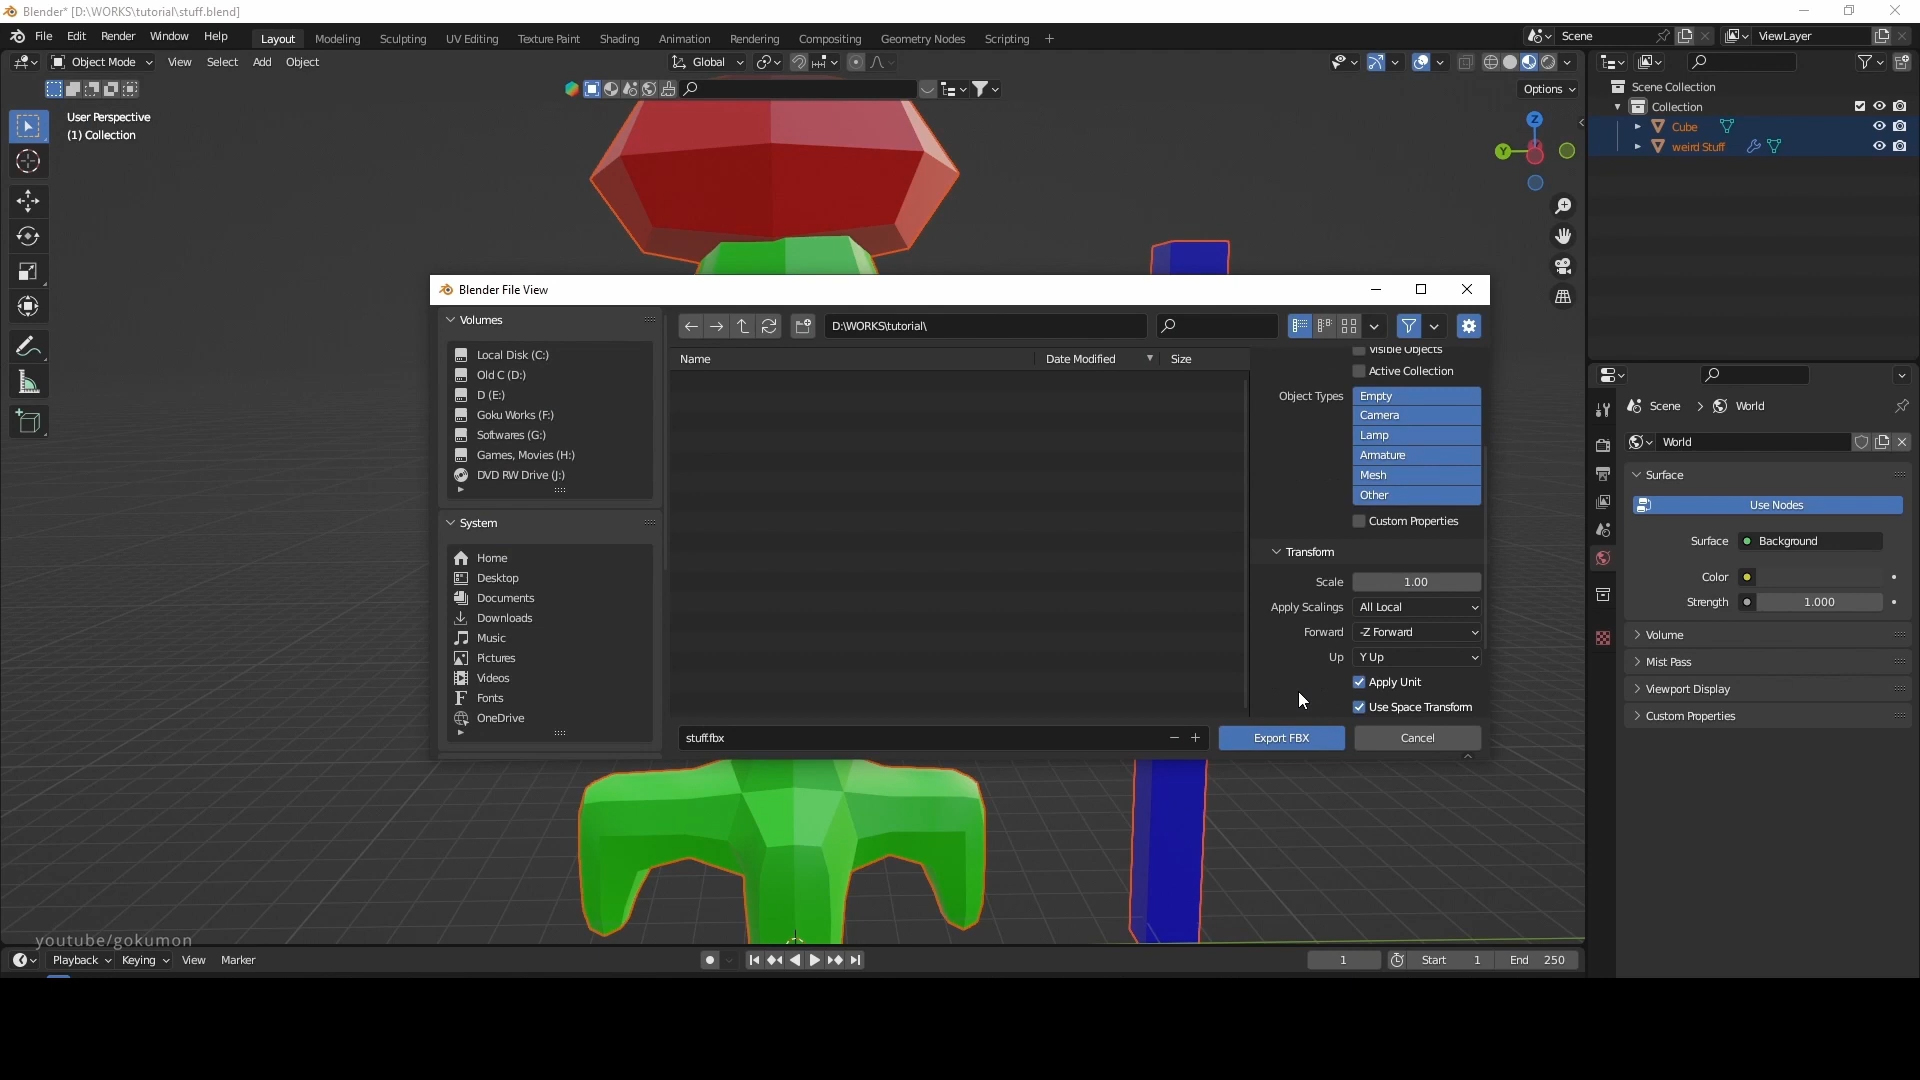 Blender* [D:\WORKS\tutorial\stuff.blend]
File Edit Render Window Help Layout Modeling Sculpting UV Editing Texture Paint Shading Animation Rendering Compositing Geometry Nodes Scripting + Scene ViewLayer
Object Mode View Select Add Object Global
Options
User Perspective
(1) Collection
Z
Y
Scene Collection
Collection
Cube
weird Stuff
Blender File View
Volumes
Local Disk (C:)
Old C (D:)
D (E:)
Goku Works (F:)
Softwares (G:)
Games, Movies (H:)
DVD RW Drive (J:)
System
Home
Desktop
Documents
Downloads
Music
Pictures
Videos
Fonts
OneDrive
D:\WORKS\tutorial\
Name Date Modified Size
Visible Objects
Active Collection
Object Types Empty
Camera
Lamp
Armature
Mesh
Other
Custom Properties
Transform
Scale 1.00
Apply Scalings All Local
Forward -Z Forward
Up Y Up
Apply Unit
Use Space Transform
stuff.fbx Export FBX Cancel
Scene World
World
Surface
Use Nodes
Surface Background
Color
Strength 1.000
Volume
Mist Pass
Viewport Display
Custom Properties
youtube/gokumon
Playback Keying View Marker 1 Start 1 End 250